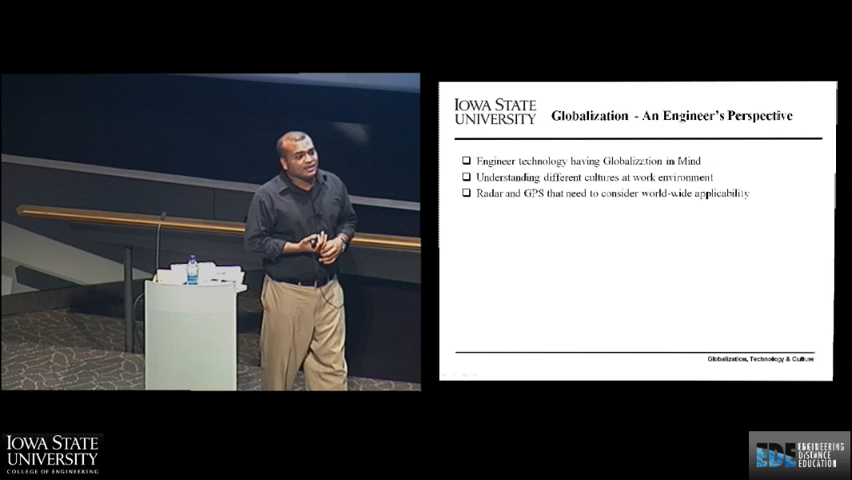 IOWA STATE
UNIVERSITY
Globalization - An Engineer's Perspective
Engineer technology having Globalization in Mind
Understanding different cultures at work environment
Radar and GPS that need to consider world-wide applicability
Globalization, Technology & Culture
IOWA STATE
UNIVERSITY
COLLEGE OF ENGINEERING
EDE
ENGINEERING
DISTANCE
EDUCATION